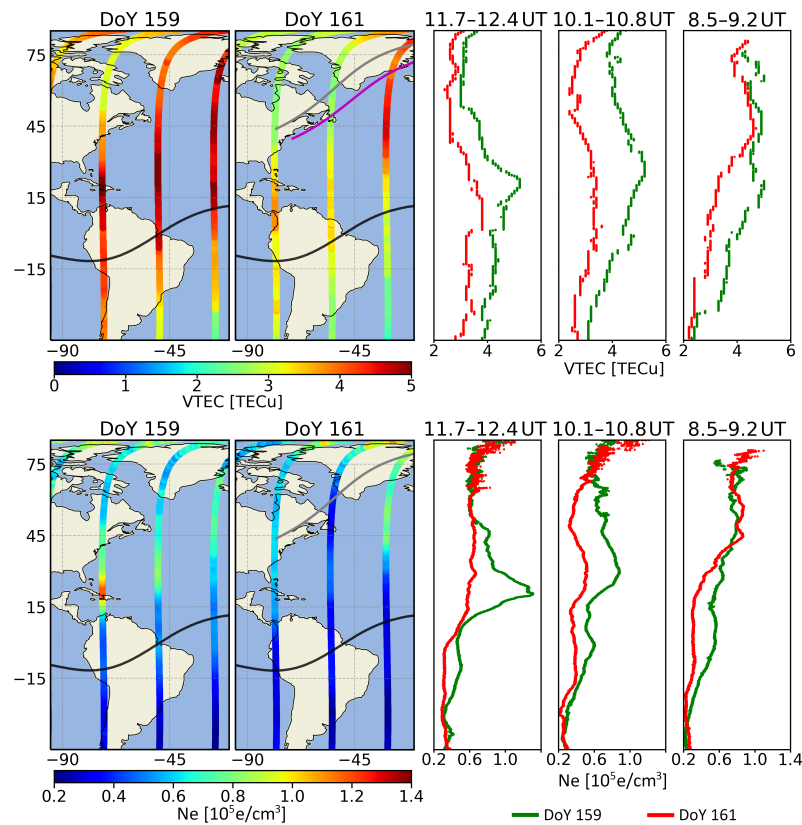 DoY 159 DoY 161 11.7–12.4 UT 10.1–10.8 UT 8.5–9.2 UT
75
45
15
−15
−90 −45 −90 −45 2 4 6 2 4 6 2 4 6
VTEC [TECu] VTEC [TECu]
0 1 2 3 4 5
VTEC [TECu]
DoY 159 DoY 161 11.7–12.4 UT 10.1–10.8 UT 8.5–9.2 UT
75
45
15
−15
−90 −45 −90 −45 0.2 0.6 1.0 0.2 0.6 1.0 0.2 0.6 1.0 1.4
Ne [10⁵e/cm³]
0.2 0.4 0.6 0.8 1.0 1.2 1.4
Ne [10⁵e/cm³]
DoY 159 DoY 161